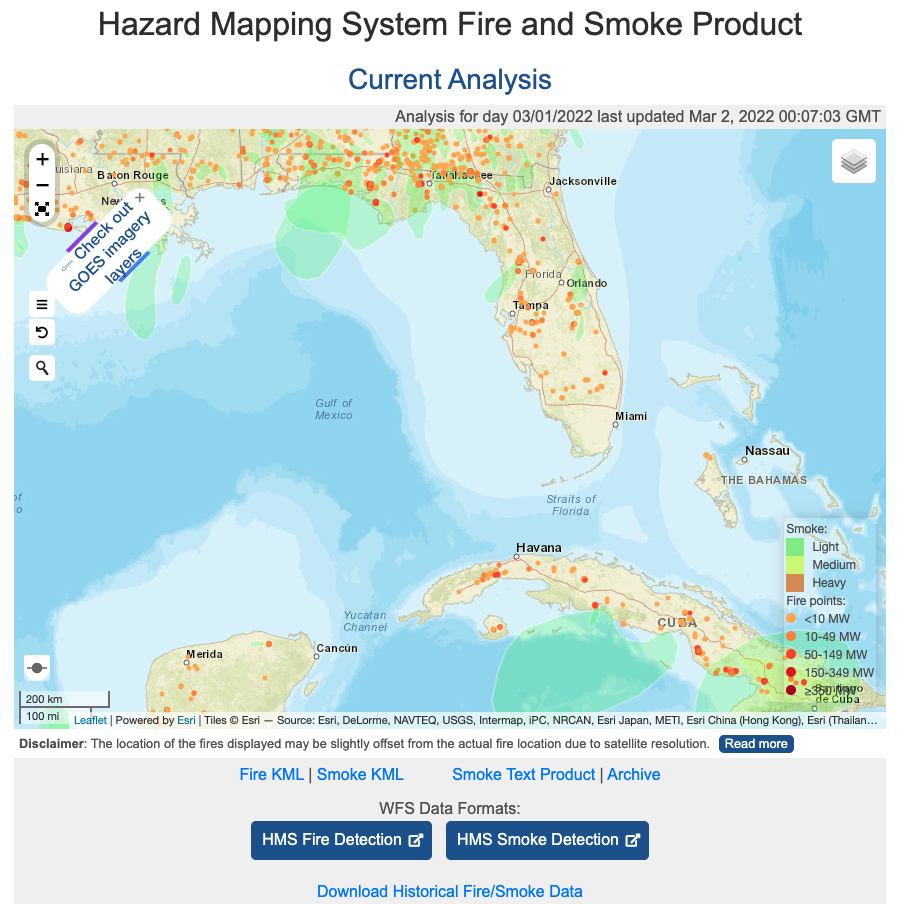 Hazard Mapping System Fire and Smoke Product
Current Analysis
Analysis for day 03/01/2022 last updated Mar 2, 2022 00:07:03 GMT
+
−
uisiana
Baton Rouge
Tallahassee
Jacksonville
New
s
+
Check out
GOES imagery
layers
Florida
Orlando
Tampa
Gulf of
Mexico
Miami
Nassau
THE BAHAMAS
of
o
Straits of
Florida
Havana
Smoke:
Light
Medium
Heavy
Fire points:
<10 MW
10-49 MW
50-149 MW
150-349 MW
≥350 MW
Yucatan
Channel
CUBA
Merida
Cancún
Santiago
de Cuba
200 km
100 mi
Leaflet | Powered by Esri | Tiles © Esri — Source: Esri, DeLorme, NAVTEQ, USGS, Intermap, iPC, NRCAN, Esri Japan, METI, Esri China (Hong Kong), Esri (Thailan…
Disclaimer: The location of the fires displayed may be slightly offset from the actual fire location due to satellite resolution. Read more
Fire KML | Smoke KML Smoke Text Product | Archive
WFS Data Formats:
HMS Fire Detection HMS Smoke Detection
Download Historical Fire/Smoke Data